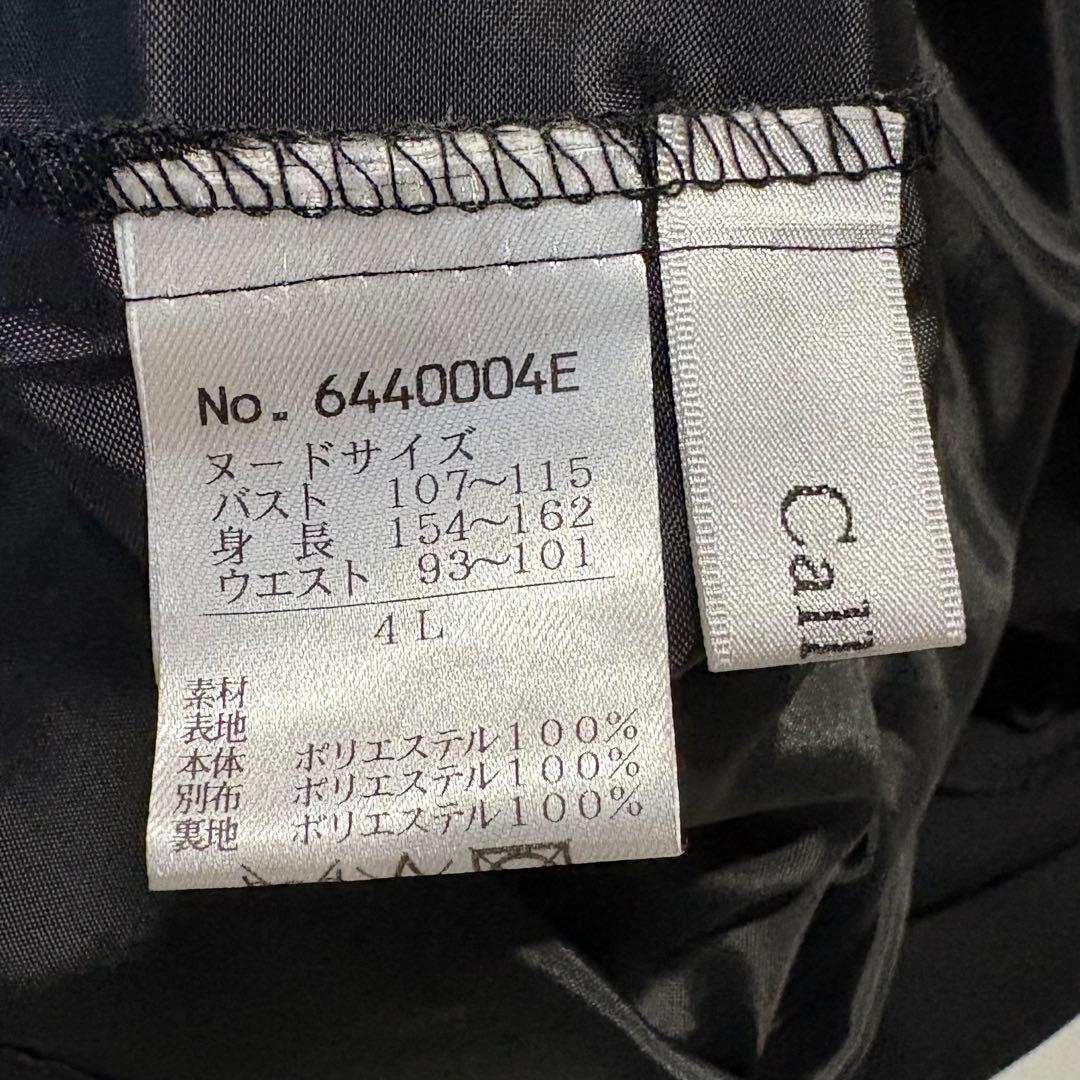 No. 6440004E
ヌードサイズ
バスト 107～115
身 長 154～162
ウエスト 93～101
4L
素材
表地
本体 ポリエステル100%
別布 ポリエステル100%
裏地 ポリエステル100%
Call